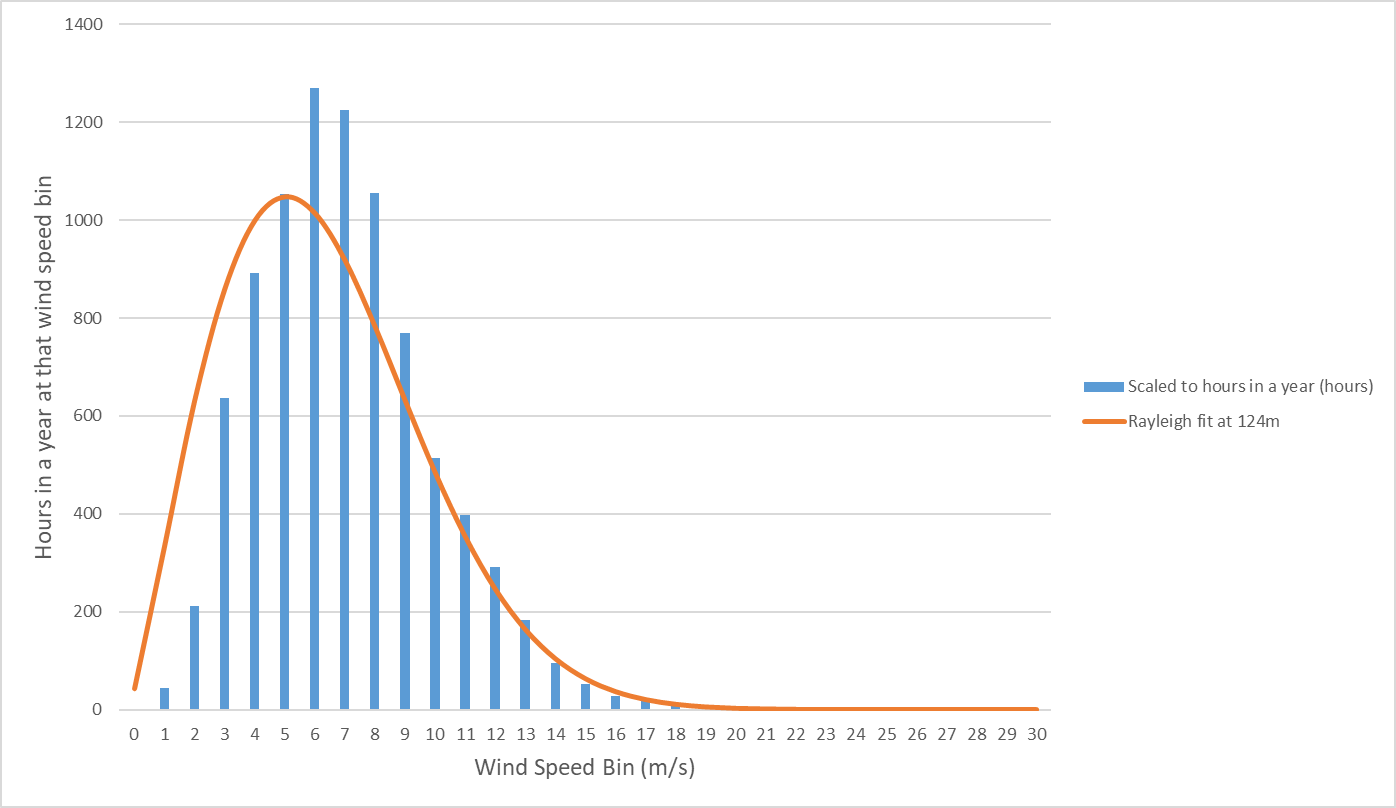 1400
1200
1000
800
600
400
200
0
Hours in a year at that wind speed bin
0 1 2 3 4 5 6 7 8 9 10 11 12 13 14 15 16 17 18 19 20 21 22 23 24 25 26 27 28 29 30
Wind Speed Bin (m/s)
Scaled to hours in a year (hours)
Rayleigh fit at 124m